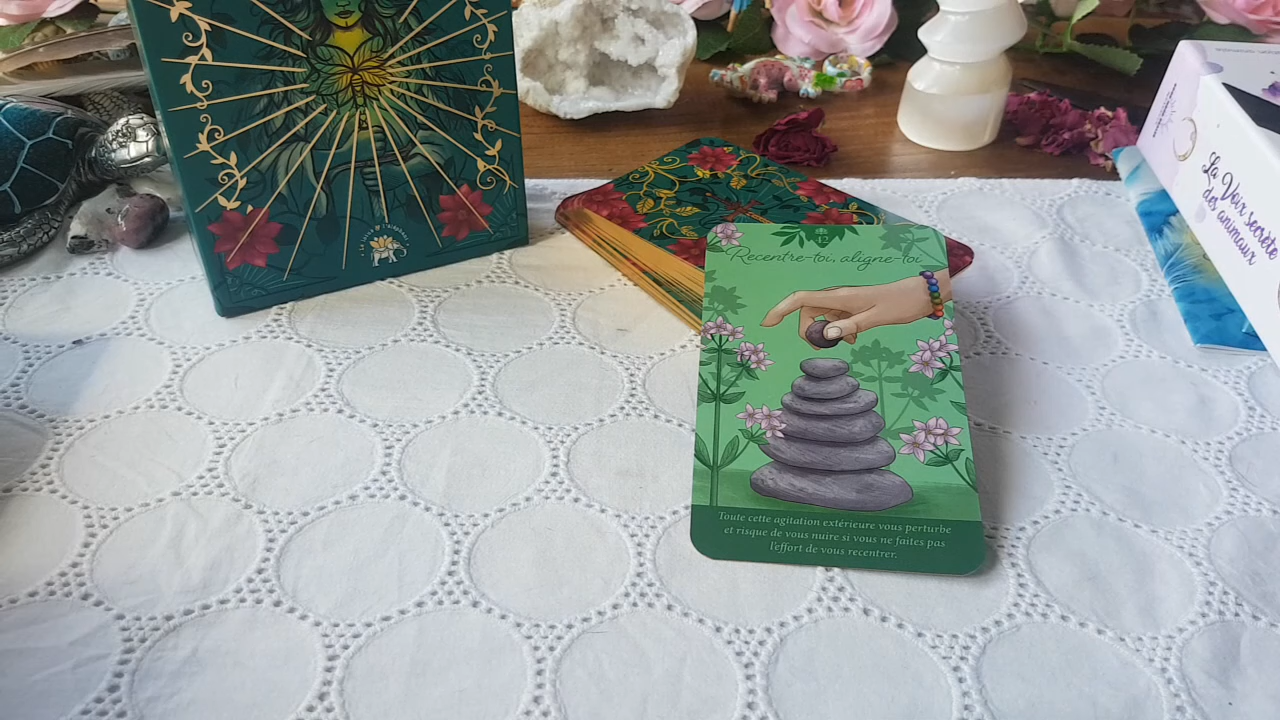 La Voix secrète
des animaux
12
Recentre-toi, aligne-toi
Toute cette agitation extérieure vous perturbe
et risque de vous nuire si vous ne faites pas
l'effort de vous recentrer.